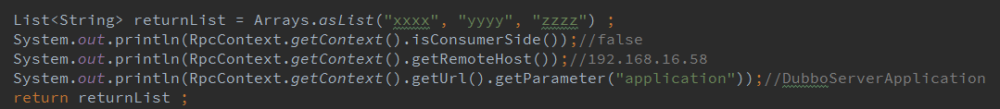 List<String> returnList = Arrays.asList("xxxx", "yyyy", "zzzz") ;
System.out.println(RpcContext.getContext().isConsumerSide());//false
System.out.println(RpcContext.getContext().getRemoteHost());//192.168.16.58
System.out.println(RpcContext.getContext().getUrl().getParameter("application"));//DubboServerApplication
return returnList ;